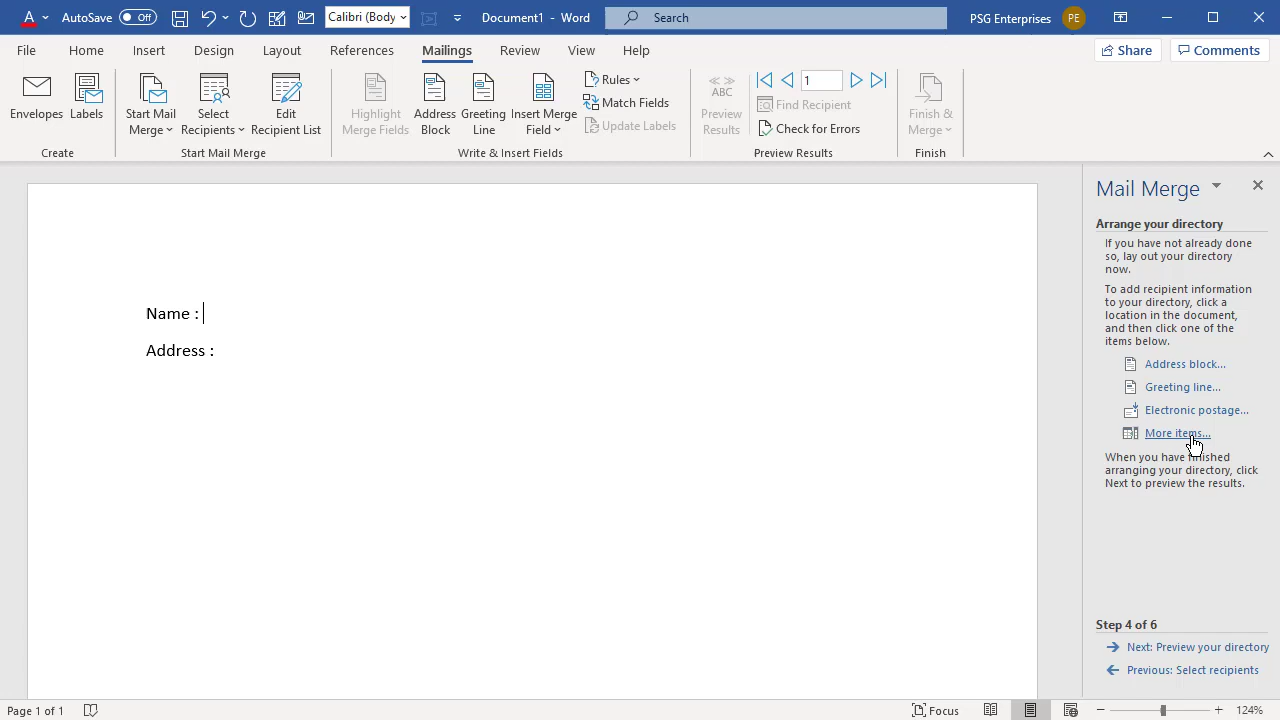 A AutoSave Off Calibri (Body Document1 - Word Search PSG Enterprises PE
File Home Insert Design Layout References Mailings Review View Help Share Comments
Envelopes Labels Start Mail Merge Select Recipients Edit Recipient List Highlight Merge Fields Address Block Greeting Line Insert Merge Field Rules Match Fields Update Labels ABC Preview Results 1 Find Recipient Check for Errors Finish & Merge
Create Start Mail Merge Write & Insert Fields Preview Results Finish
Name :
Address :
Mail Merge
Arrange your directory
If you have not already done
so, lay out your directory
now.
To add recipient information
to your directory, click a
location in the document,
and then click one of the
items below.
Address block...
Greeting line...
Electronic postage...
More items...
When you have finished
arranging your directory, click
Next to preview the results.
Step 4 of 6
Next: Preview your directory
Previous: Select recipients
Page 1 of 1 Focus 124%